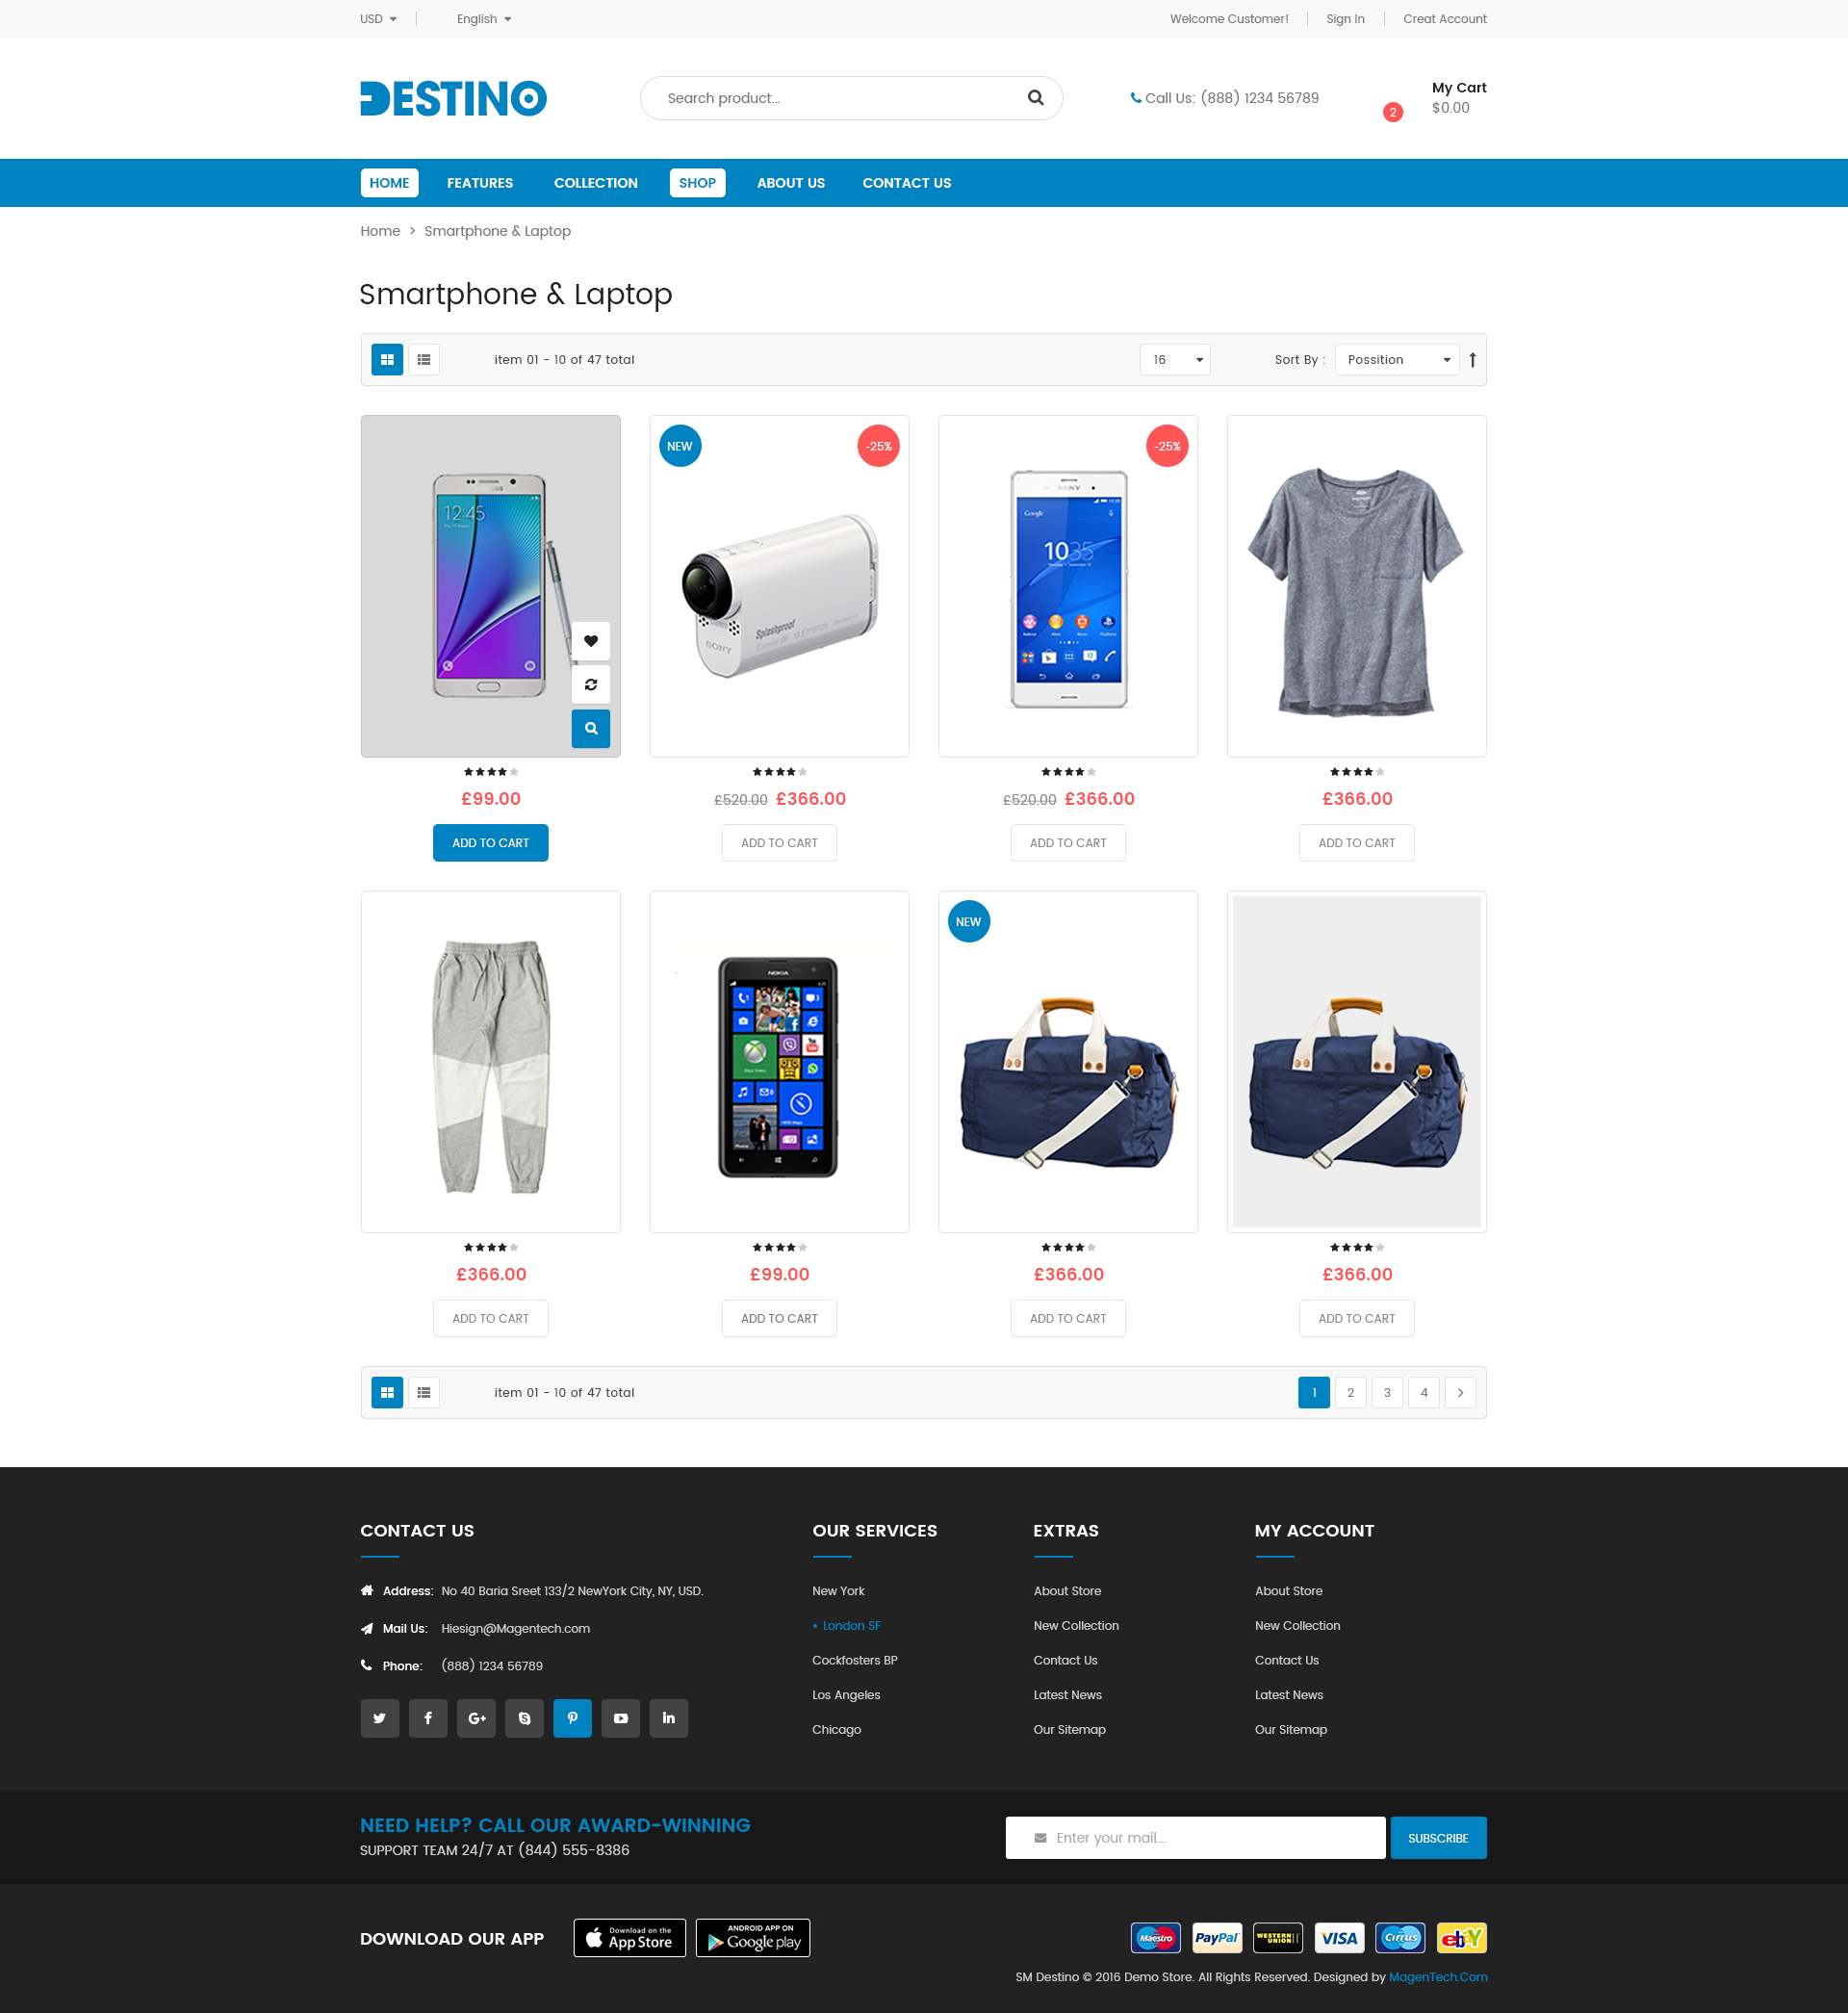 USD English Welcome Customer! Sign In Creat Account
DESTINO
Search product...
Call Us: (888) 1234 56789
2
My Cart
$0.00
HOME FEATURES COLLECTION SHOP ABOUT US CONTACT US
Home > Smartphone & Laptop
Smartphone & Laptop
item 01 - 10 of 47 total 16 Sort By : Possition
12:45
NEW -25%
Splashproof
SONY
-25%
SONY
Google
10 35
£99.00 £520.00 £366.00 £520.00 £366.00 £366.00
ADD TO CART ADD TO CART ADD TO CART ADD TO CART
NOKIA
NEW
£366.00 £99.00 £366.00 £366.00
ADD TO CART ADD TO CART ADD TO CART ADD TO CART
item 01 - 10 of 47 total 1 2 3 4 >
CONTACT US
Address: No 40 Baria Sreet 133/2 NewYork City, NY, USD.
Mail Us: Hiesign@Magentech.com
Phone: (888) 1234 56789
OUR SERVICES
New York
• London SF
Cockfosters BP
Los Angeles
Chicago
EXTRAS
About Store
New Collection
Contact Us
Latest News
Our Sitemap
MY ACCOUNT
About Store
New Collection
Contact Us
Latest News
Our Sitemap
NEED HELP? CALL OUR AWARD-WINNING
SUPPORT TEAM 24/7 AT (844) 555-8386
Enter your mail... SUBSCRIBE
DOWNLOAD OUR APP
Download on the
App Store
ANDROID APP ON
Google play
Maestro PayPal WESTERN UNION VISA Cirrus ebay
SM Destino © 2016 Demo Store. All Rights Reserved. Designed by MagenTech.Com